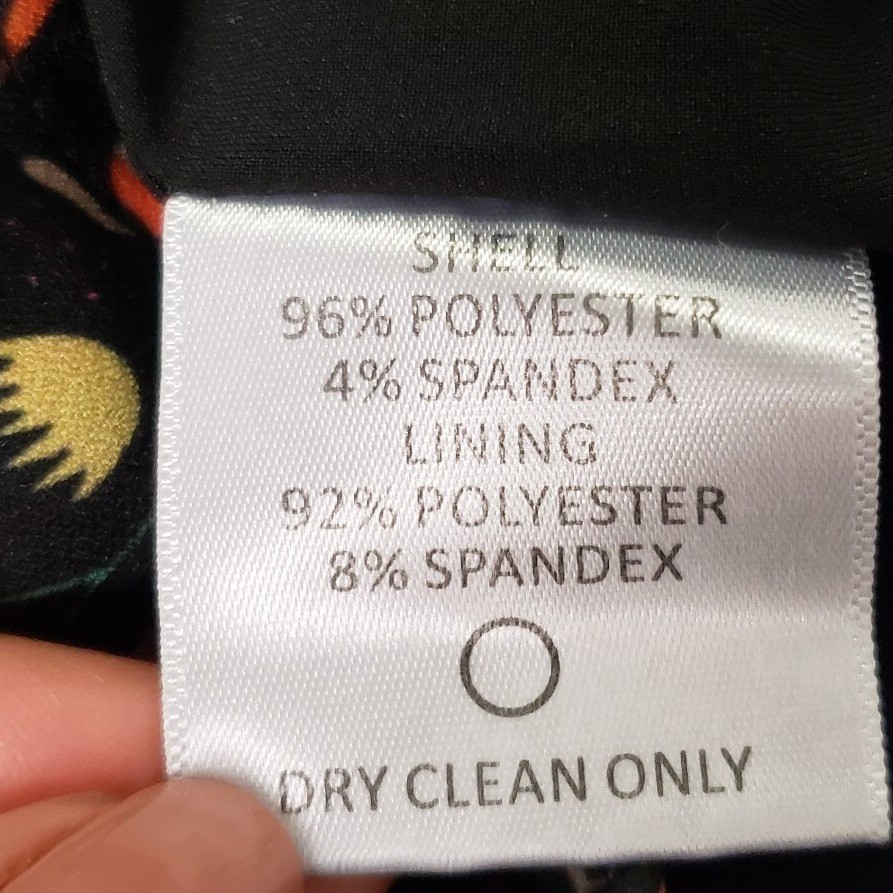 SHELL
96% POLYESTER
4% SPANDEX
LINING
92% POLYESTER
8% SPANDEX
DRY CLEAN ONLY